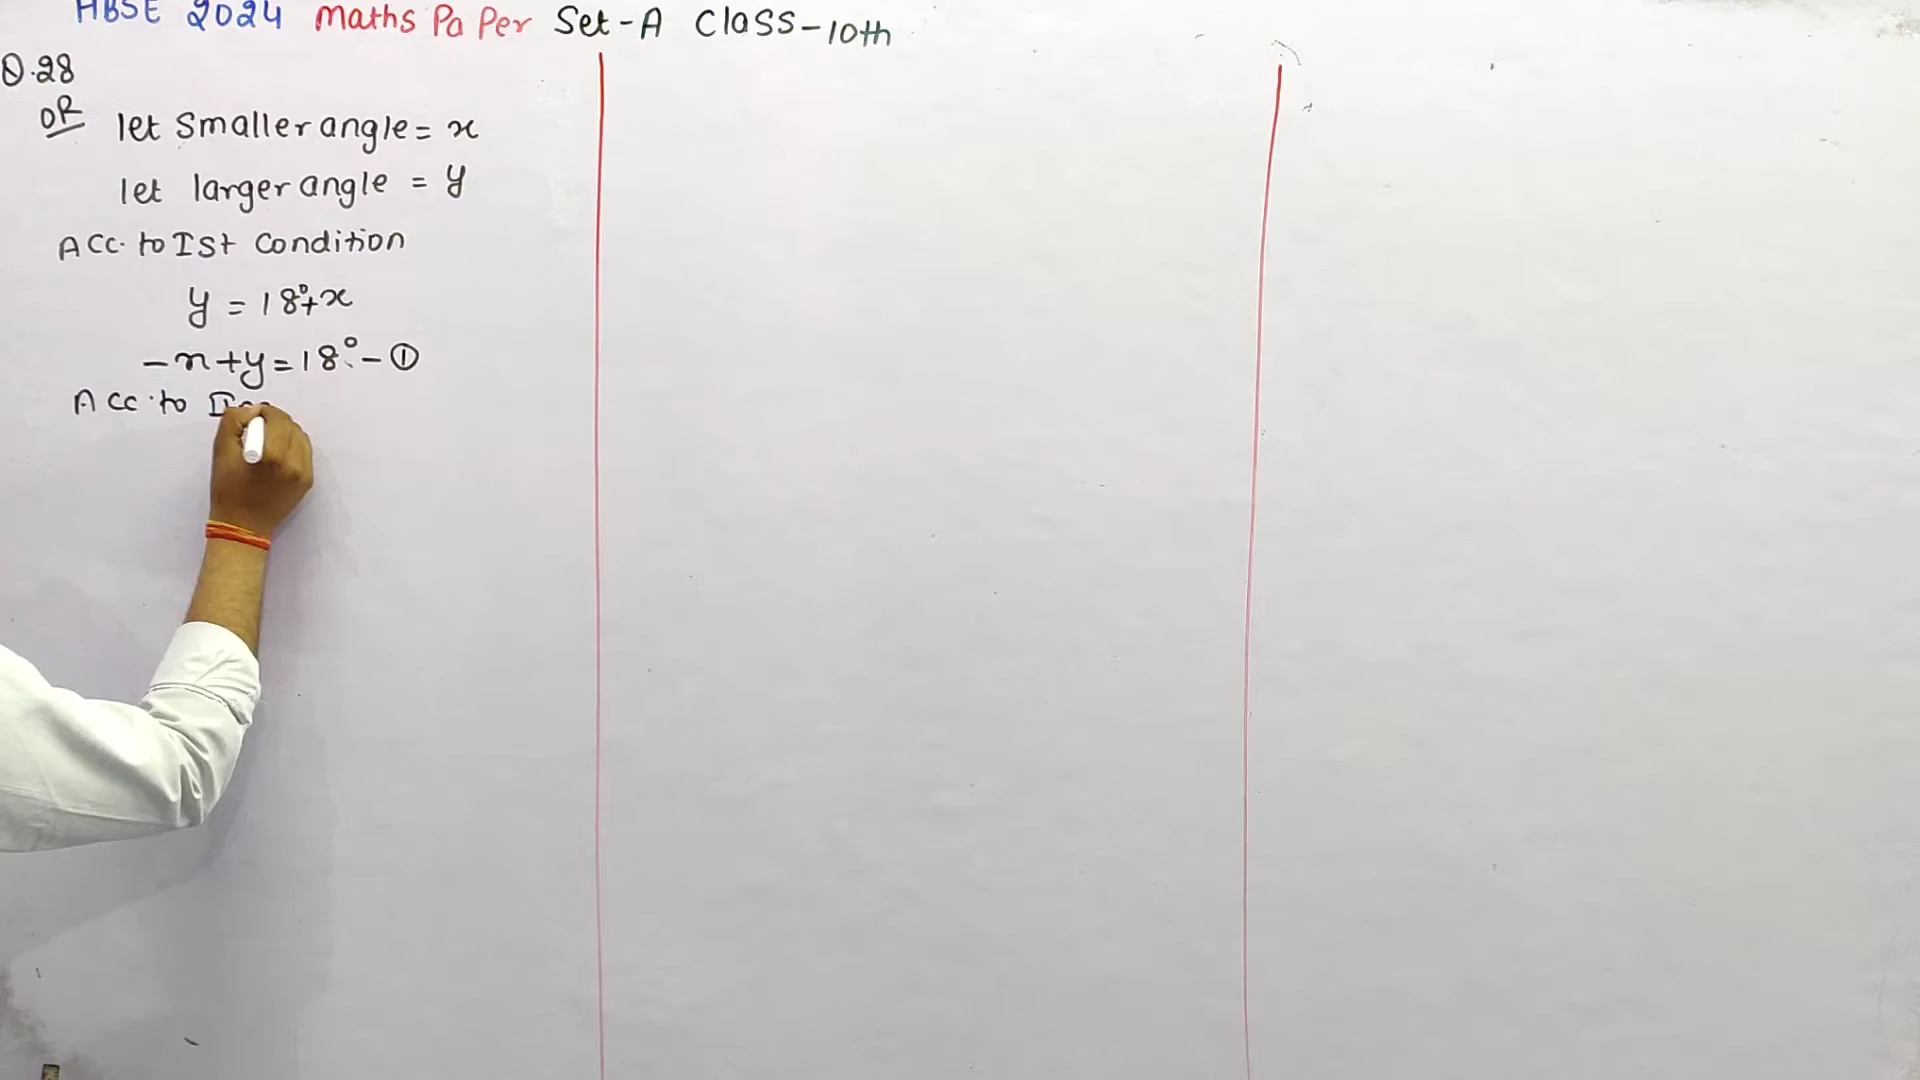 HBSE 2024 Maths Paper Set-A Class-10th
Q.28
OR let smaller angle = x
let larger angle = y
Acc. to Ist condition
y = 18°+x
-x+y=18°-①
Acc. to